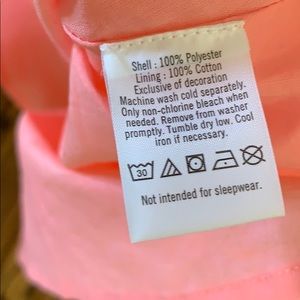 Shell : 100% Polyester
Lining : 100% Cotton
Exclusive of decoration
Machine wash cold separately.
Only non-chlorine bleach when
needed. Remove from washer
promptly. Tumble dry low. Cool
iron if necessary.
30
Not intended for sleepwear.